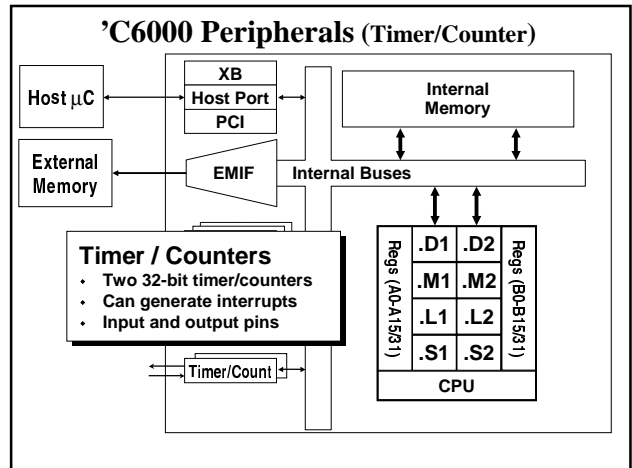 ’C6000 Peripherals (Timer/Counter)
XB
Host Port
PCI
Host µC
Internal
Memory
External
Memory
EMIF
Internal Buses
Timer / Counters
• Two 32-bit timer/counters
• Can generate interrupts
• Input and output pins
Regs (A0-A15/31)
.D1 .D2
.M1 .M2
.L1 .L2
.S1 .S2
Regs (B0-B15/31)
CPU
Timer/Count